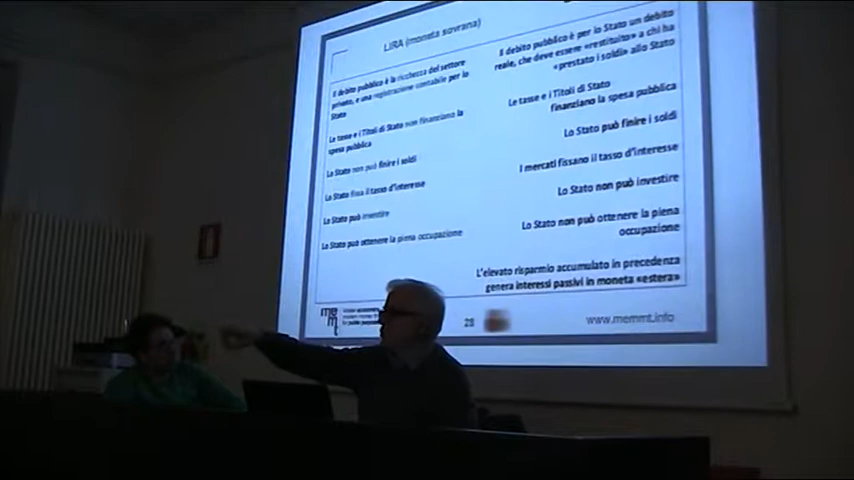 LIRA (moneta sovrana)
Il debito pubblico è la ricchezza del settore
privato, e una registrazione contabile per lo
Stato
Le tasse e i Titoli di Stato non finanziano la
spesa pubblica
Lo Stato non può finire i soldi
Lo Stato fissa il tasso d'interesse
Lo Stato può investire
Lo Stato può ottenere la piena occupazione
Il debito pubblico è per lo Stato un debito
reale, che deve essere «restituito» a chi ha
«prestato i soldi» allo Stato
Le tasse e i Titoli di Stato
finanziano la spesa pubblica
Lo Stato può finire i soldi
I mercati fissano il tasso d'interesse
Lo Stato non può investire
Lo Stato non può ottenere la piena
occupazione
L'elevato risparmio accumulato in precedenza
genera interessi passivi in moneta «estera»
me
m
t
28
www.memmt.info